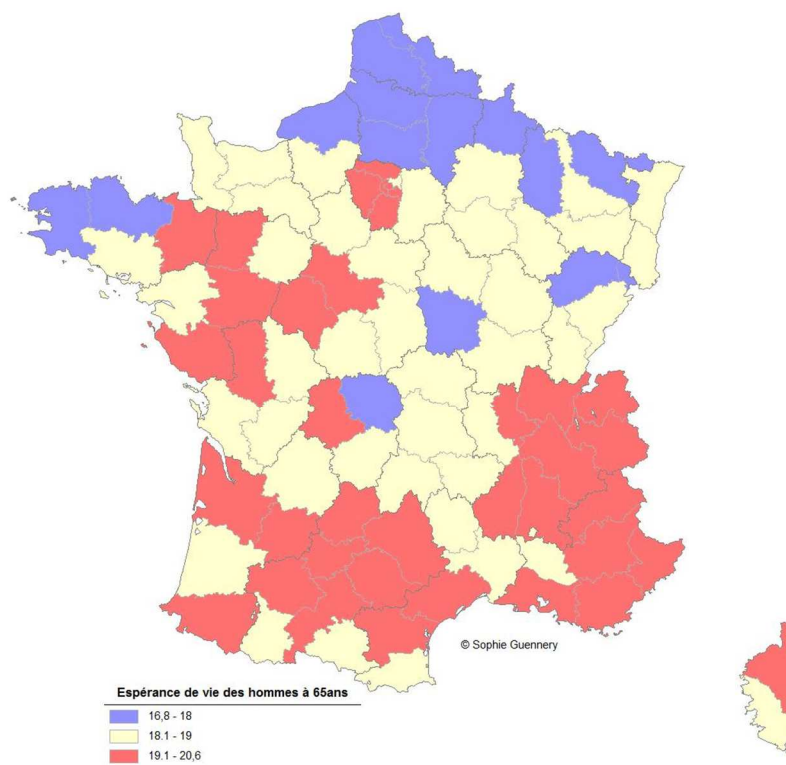 © Sophie Guennery
Espérance de vie des hommes à 65ans
16,8 - 18
18.1 - 19
19.1 - 20,6